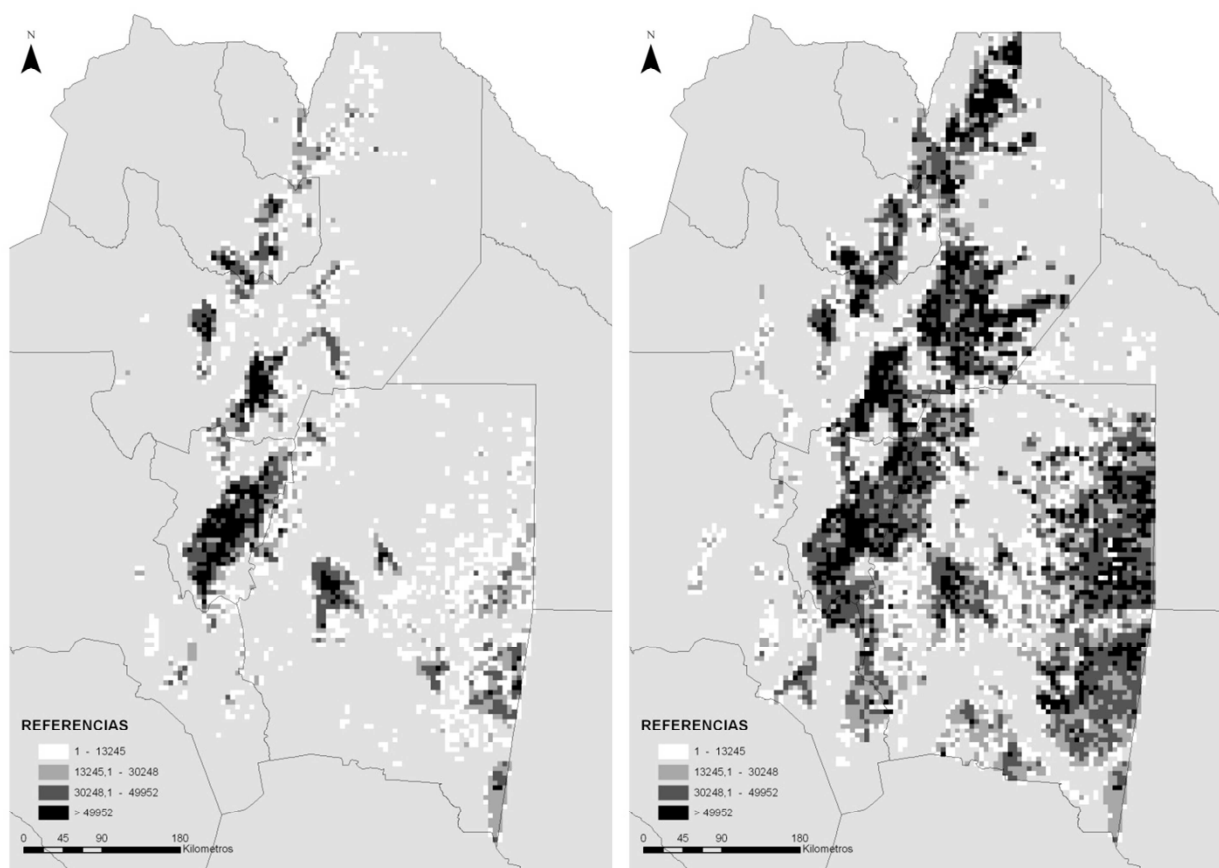 N
REFERENCIAS
1 - 13245
13245,1 - 30248
30248,1 - 49952
> 49952
0 45 90 180
Kilometros
N
REFERENCIAS
1 - 13245
13245,1 - 30248
30248,1 - 49952
> 49952
0 45 90 180
Kilometros